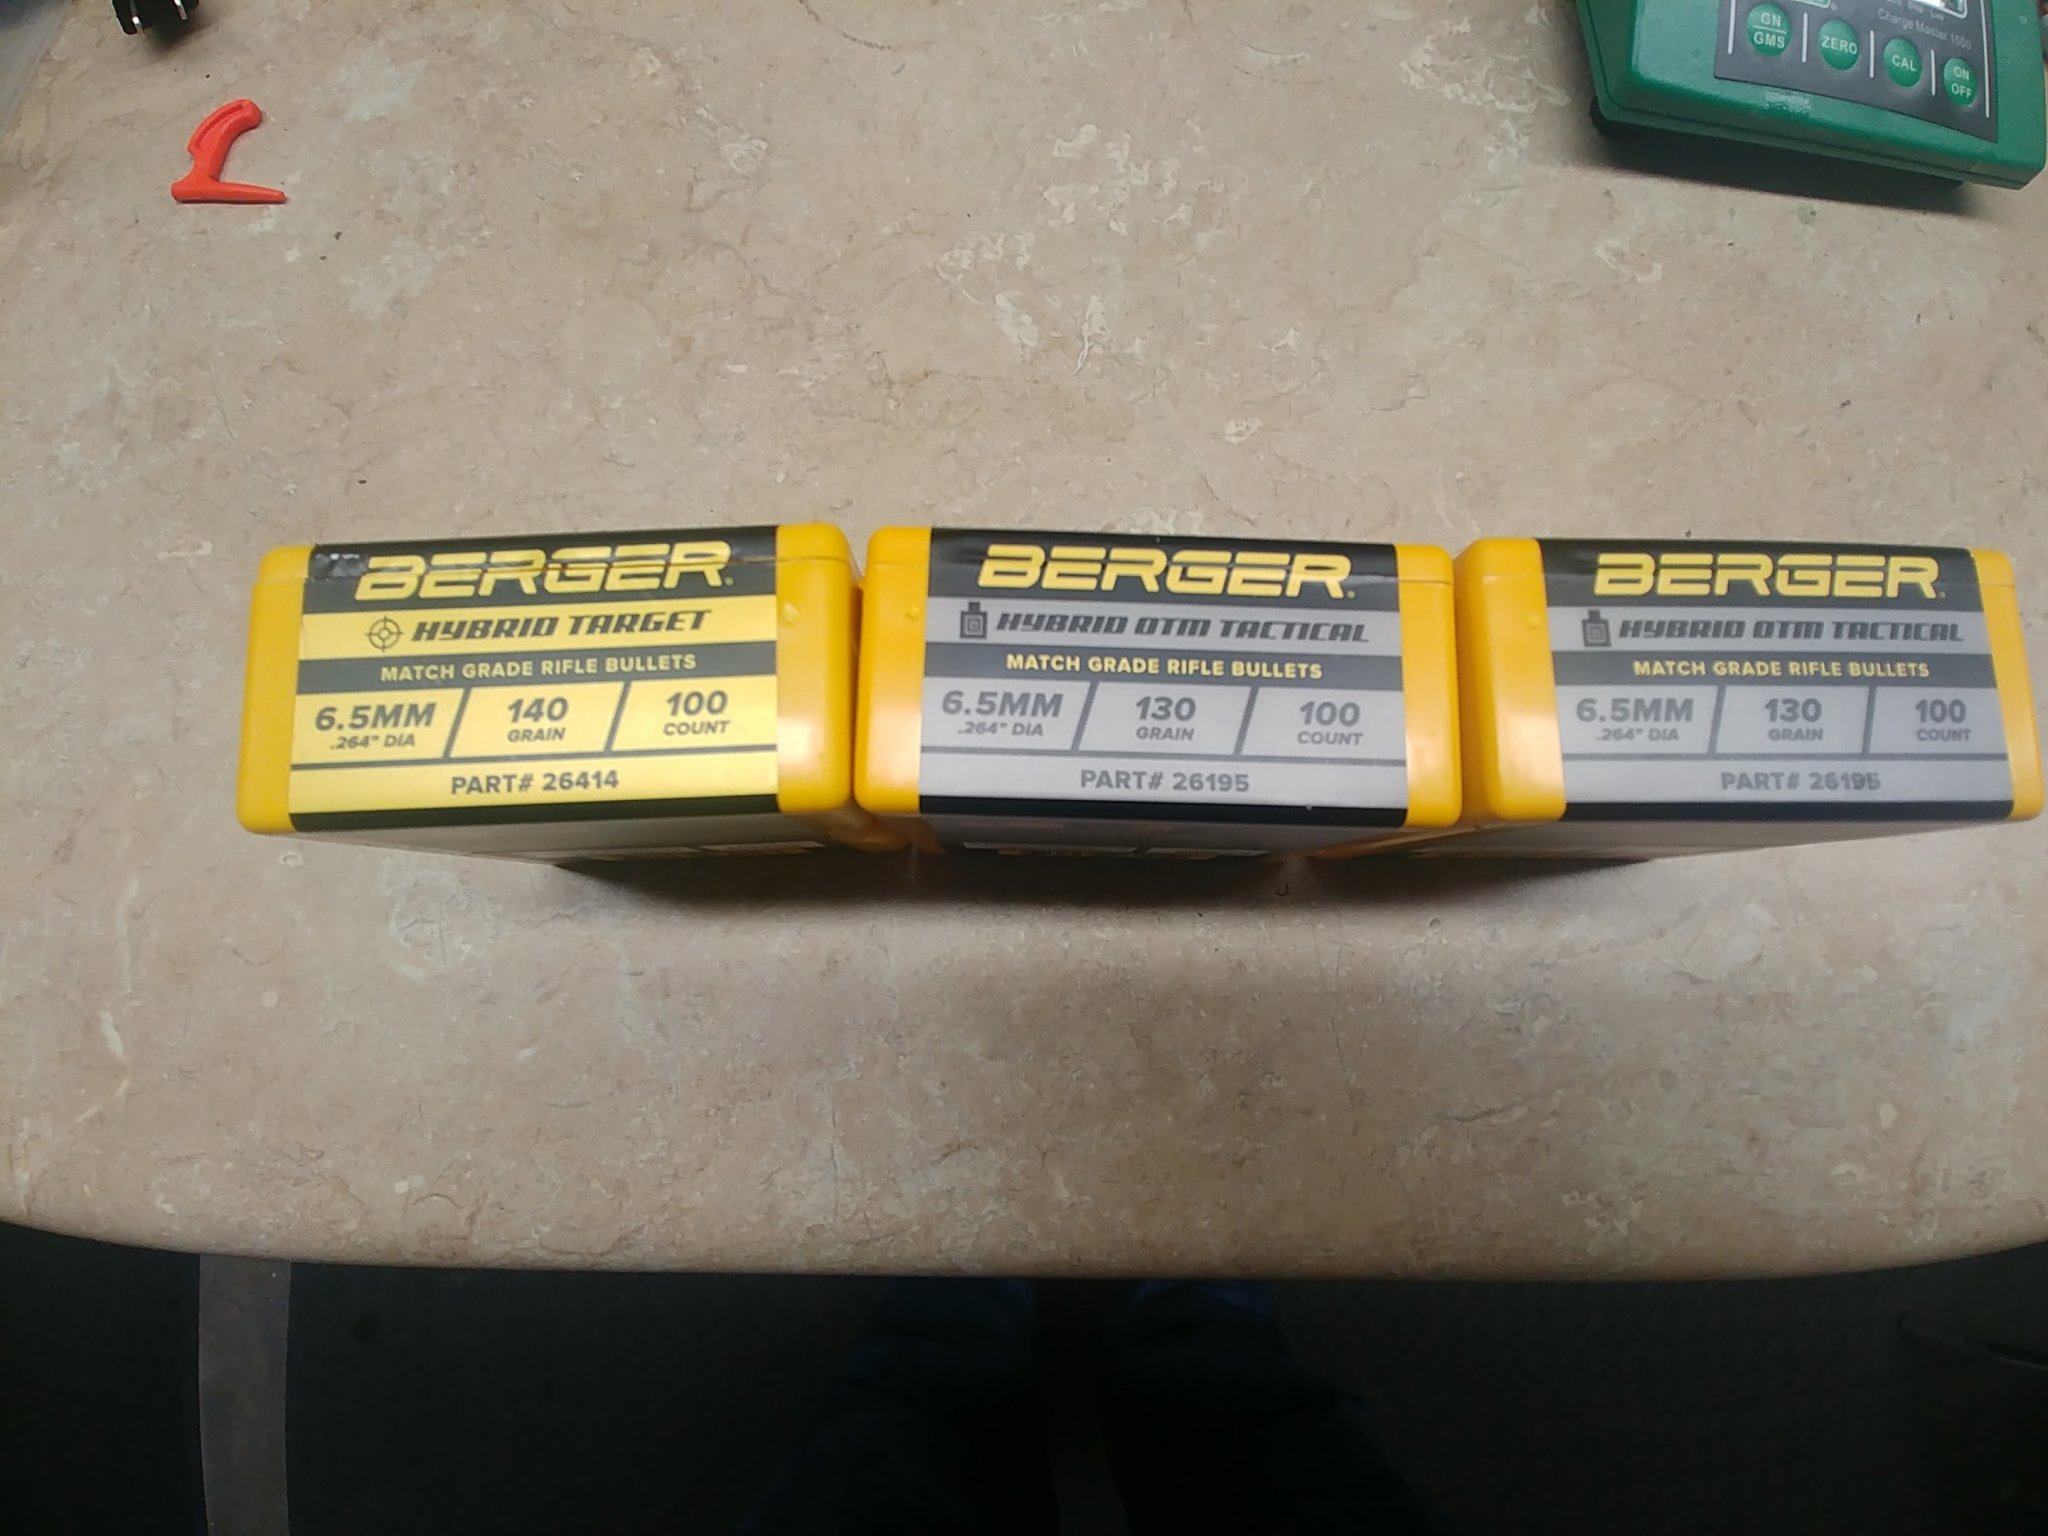 GN
GMS
ZERO
CAL
ON
OFF
Charge Master 1500
BERGER.
HYBRID TARGET
MATCH GRADE RIFLE BULLETS
6.5MM
.264" DIA
140
GRAIN
100
COUNT
PART# 26414
BERGER.
HYBRID OTM TACTICAL
MATCH GRADE RIFLE BULLETS
6.5MM
.264" DIA
130
GRAIN
100
COUNT
PART# 26195
BERGER.
HYBRID OTM TACTICAL
MATCH GRADE RIFLE BULLETS
6.5MM
.264" DIA
130
GRAIN
100
COUNT
PART# 26195